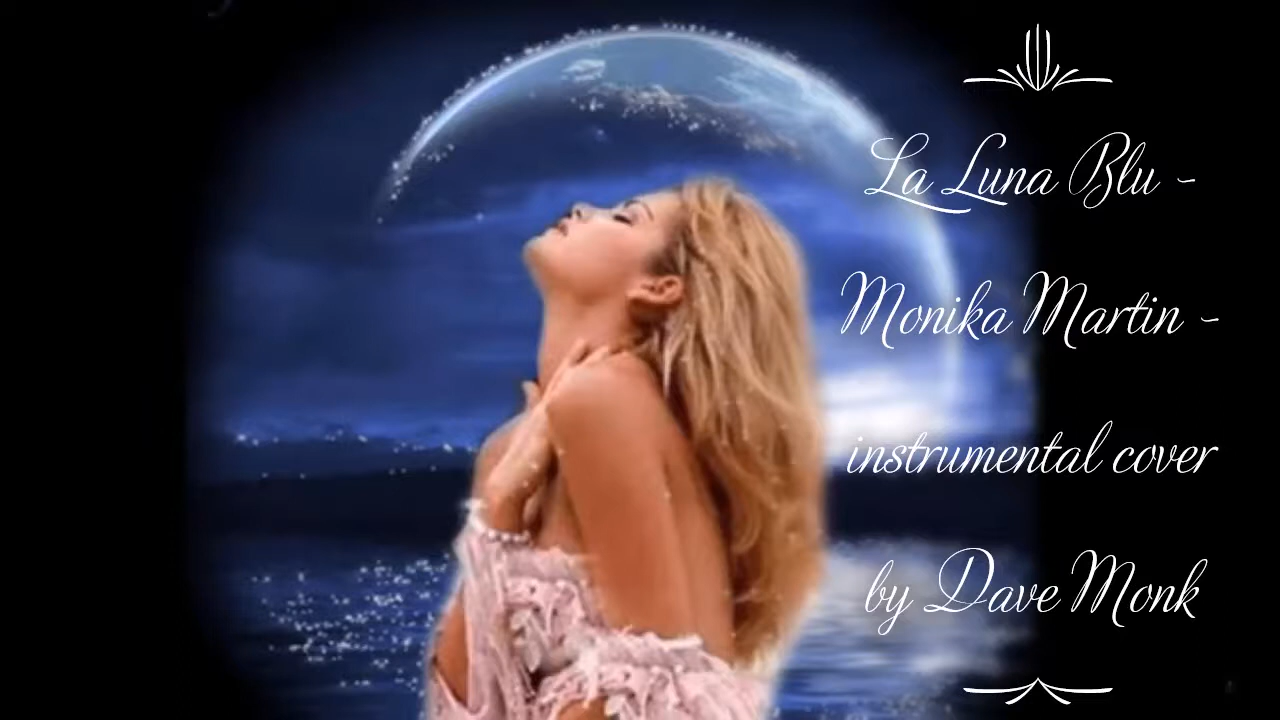 La Luna Blu -
Monika Martin -
instrumental cover
by Dave Monk